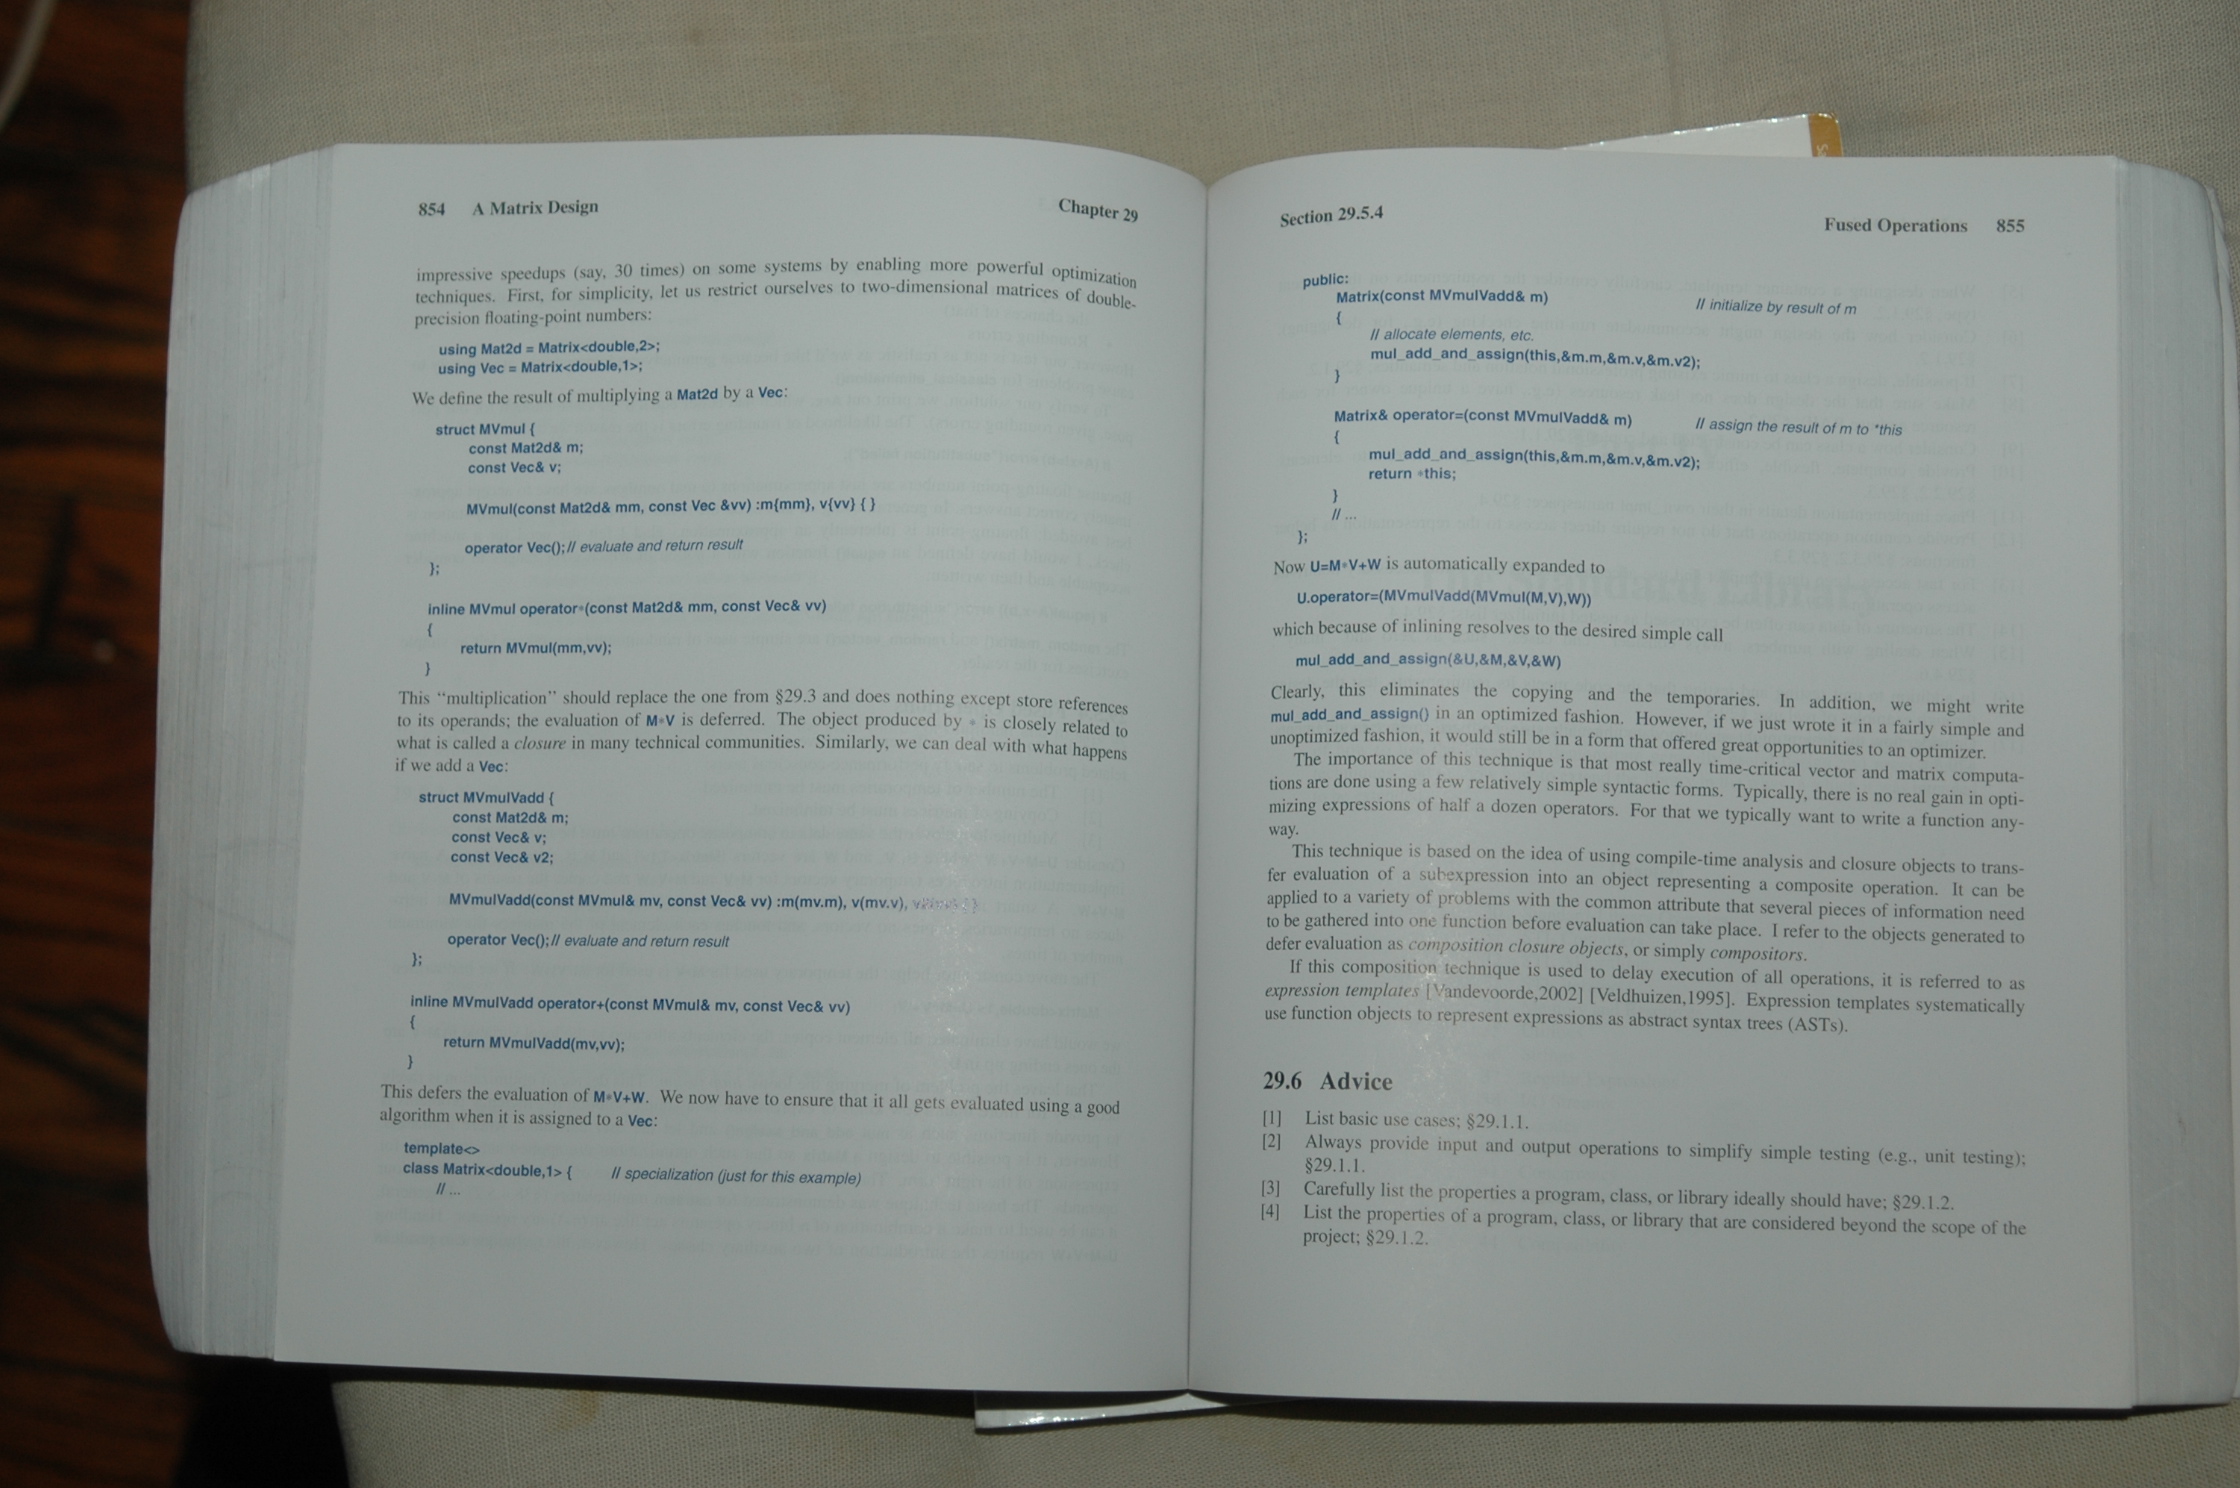 854 A Matrix Design Chapter 29
impressive speedups (say, 30 times) on some systems by enabling more powerful optimization
techniques. First, for simplicity, let us restrict ourselves to two-dimensional matrices of double-
precision floating-point numbers:
using Mat2d = Matrix<double,2>;
using Vec = Matrix<double,1>;
We define the result of multiplying a Mat2d by a Vec:
struct MVmul {
const Mat2d& m;
const Vec& v;
MVmul(const Mat2d& mm, const Vec &vv) :m{mm}, v{vv} { }
operator Vec(); // evaluate and return result
};
inline MVmul operator*(const Mat2d& mm, const Vec& vv)
{
return MVmul(mm,vv);
}
This “multiplication” should replace the one from §29.3 and does nothing except store references
to its operands; the evaluation of M*V is deferred. The object produced by * is closely related to
what is called a closure in many technical communities. Similarly, we can deal with what happens
if we add a Vec:
struct MVmulVadd {
const Mat2d& m;
const Vec& v;
const Vec& v2;
MVmulVadd(const MVmul& mv, const Vec& vv) :m(mv.m), v(mv.v),
operator Vec(); // evaluate and return result
};
inline MVmulVadd operator+(const MVmul& mv, const Vec& vv)
{
return MVmulVadd(mv,vv);
}
This defers the evaluation of M*V+W. We now have to ensure that it all gets evaluated using a good
algorithm when it is assigned to a Vec:
template<>
class Matrix<double,1> { // specialization (just for this example)
// ...
Section 29.5.4 Fused Operations 855
public:
Matrix(const MVmulVadd& m) // initialize by result of m
{
// allocate elements, etc.
mul_add_and_assign(this,&m.m,&m.v,&m.v2);
}
Matrix& operator=(const MVmulVadd& m) // assign the result of m to *this
{
mul_add_and_assign(this,&m.m,&m.v,&m.v2);
return *this;
}
// ...
};
Now U=M*V+W is automatically expanded to
U.operator=(MVmulVadd(MVmul(M,V),W))
which because of inlining resolves to the desired simple call
mul_add_and_assign(&U,&M,&V,&W)
Clearly, this eliminates the copying and the temporaries. In addition, we might write
mul_add_and_assign() in an optimized fashion. However, if we just wrote it in a fairly simple and
unoptimized fashion, it would still be in a form that offered great opportunities to an optimizer.
The importance of this technique is that most really time-critical vector and matrix computa-
tions are done using a few relatively simple syntactic forms. Typically, there is no real gain in opti-
mizing expressions of half a dozen operators. For that we typically want to write a function any-
way.
This technique is based on the idea of using compile-time analysis and closure objects to trans-
fer evaluation of a subexpression into an object representing a composite operation. It can be
applied to a variety of problems with the common attribute that several pieces of information need
to be gathered into one function before evaluation can take place. I refer to the objects generated to
defer evaluation as composition closure objects, or simply compositors.
If this composition technique is used to delay execution of all operations, it is referred to as
expression templates [Vandevoorde,2002] [Veldhuizen,1995]. Expression templates systematically
use function objects to represent expressions as abstract syntax trees (ASTs).
29.6 Advice
[1] List basic use cases; §29.1.1.
[2] Always provide input and output operations to simplify simple testing (e.g., unit testing);
§29.1.1.
[3] Carefully list the properties a program, class, or library ideally should have; §29.1.2.
[4] List the properties of a program, class, or library that are considered beyond the scope of the
project; §29.1.2.